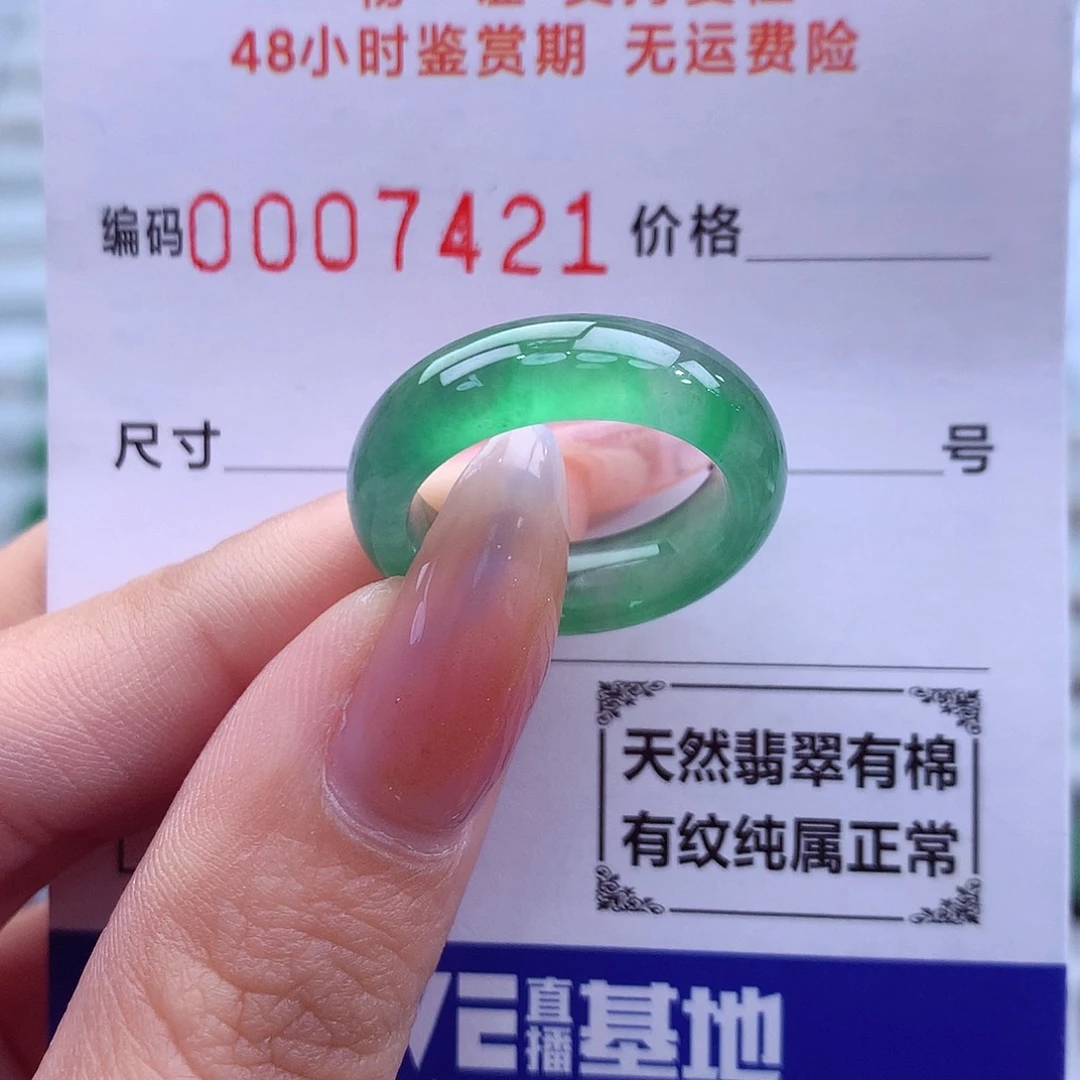 48小时鉴赏期 无运费险
编码0007421 价格
尺寸 号
天然翡翠有棉
有纹纯属正常
直播基地